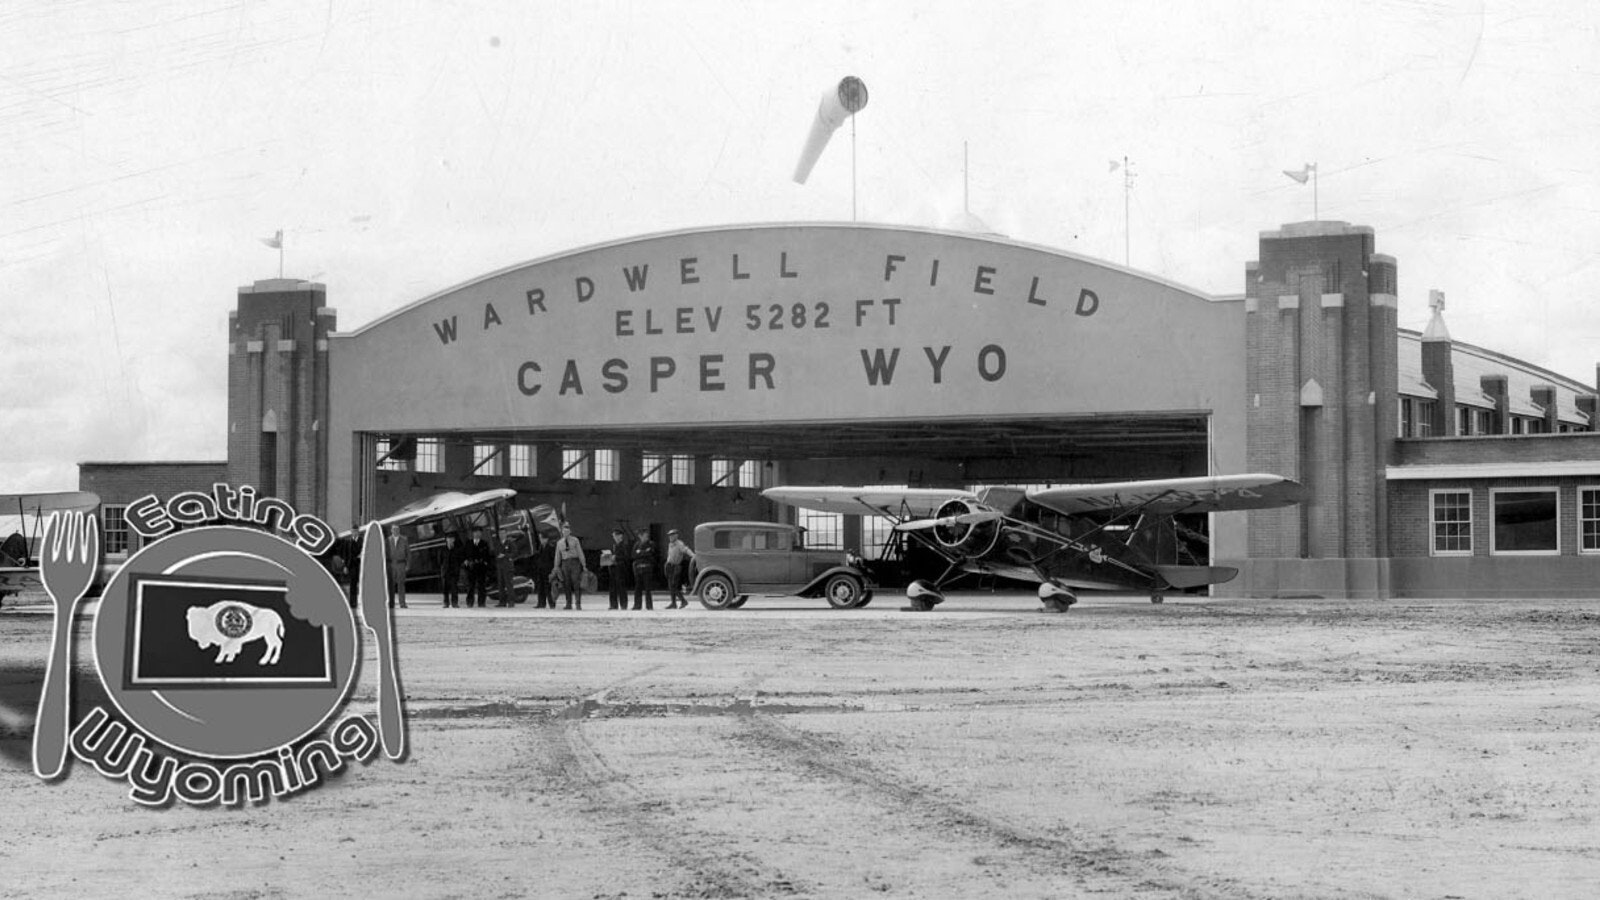 WARDWELL FIELD
ELEV 5282 FT
CASPER WYO
Eating
Wyoming